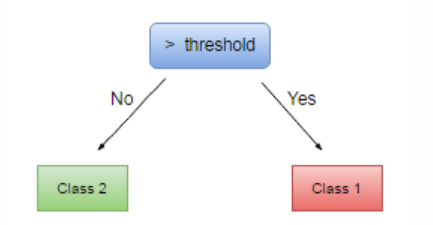 > threshold
No
Yes
Class 2
Class 1